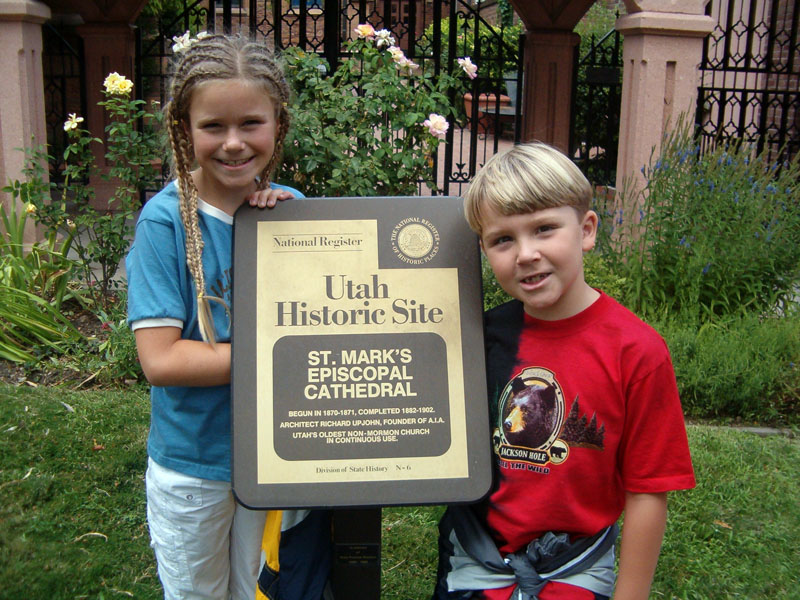 National Register
THE NATIONAL REGISTER
OF HISTORIC PLACES
Utah
Historic Site
ST. MARK'S
EPISCOPAL
CATHEDRAL
BEGUN IN 1870-1871, COMPLETED 1882-1902.
ARCHITECT RICHARD UPJOHN, FOUNDER OF A.I.A.
UTAH'S OLDEST NON-MORMON CHURCH
IN CONTINUOUS USE.
Division of State History N-6
JACKSON HOLE
THE WILD